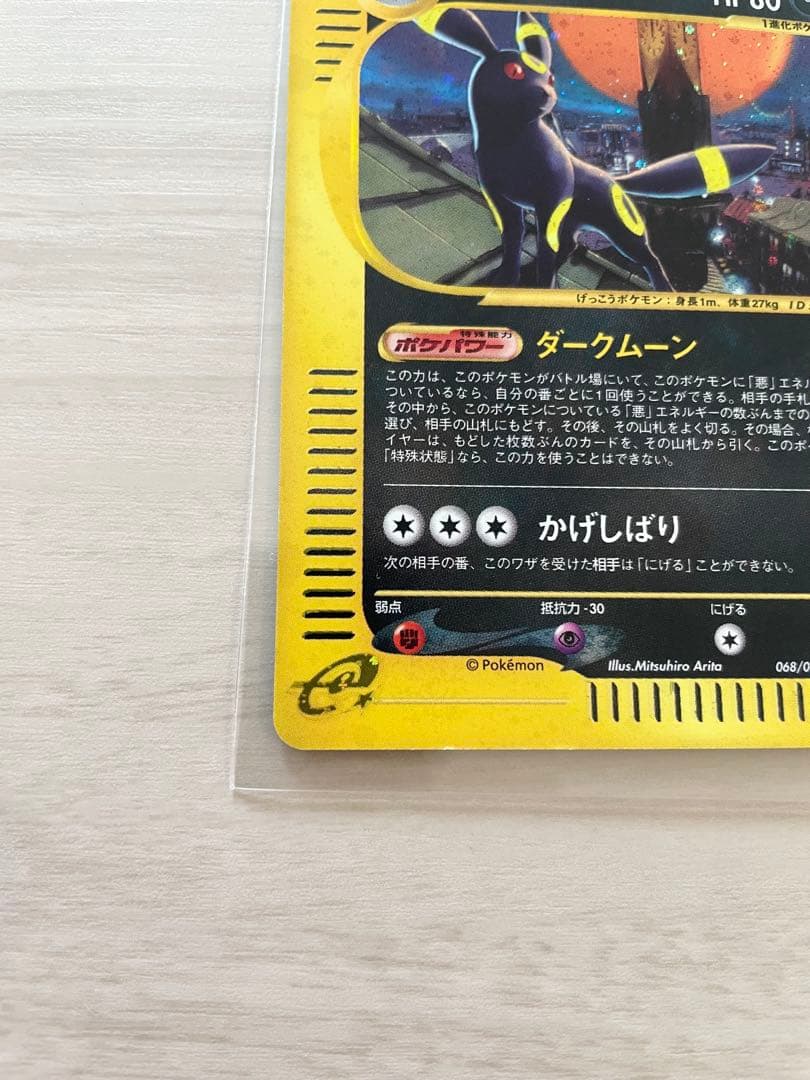 HP80
1進化ポケ
げっこうポケモン：身長1m、体重27kg ID.
特殊能力
ポケパワー
ダークムーン
この力は、このポケモンがバトル場にいて、このポケモンに「悪」エネル
ついているなら、自分の番ごとに1回使うことができる。相手の手札
その中から、このポケモンについている「悪」エネルギーの数ぶんまでの
選び、相手の山札にもどす。その後、その山札をよく切る。その場合、
イヤーは、もどした枚数ぶんのカードを、その山札から引く。このポケ
「特殊状態」なら、この力を使うことはできない。
かげしばり
次の相手の番、このワザを受けた相手は「にげる」ことができない。
弱点 抵抗力 -30 にげる
© Pokémon Illus.Mitsuhiro Arita 068/0